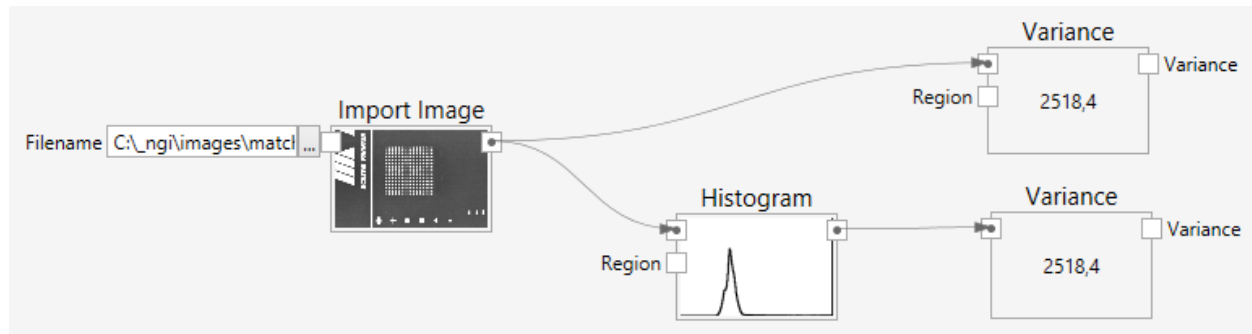 Variance
Variance
Region
2518,4
Import Image
Filename C:\_ngi\images\matcl ...
Histogram
Variance
Variance
Region
2518,4